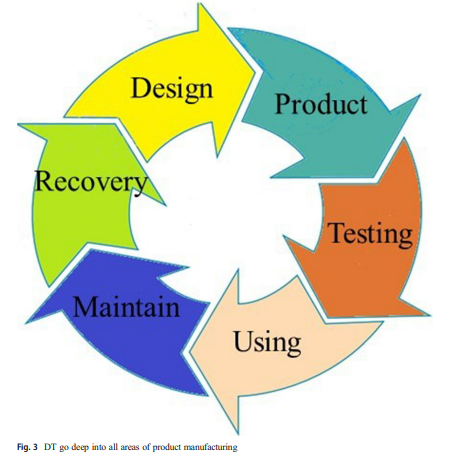 Design
Product
Testing
Using
Maintain
Recovery
Fig. 3 DT go deep into all areas of product manufacturing